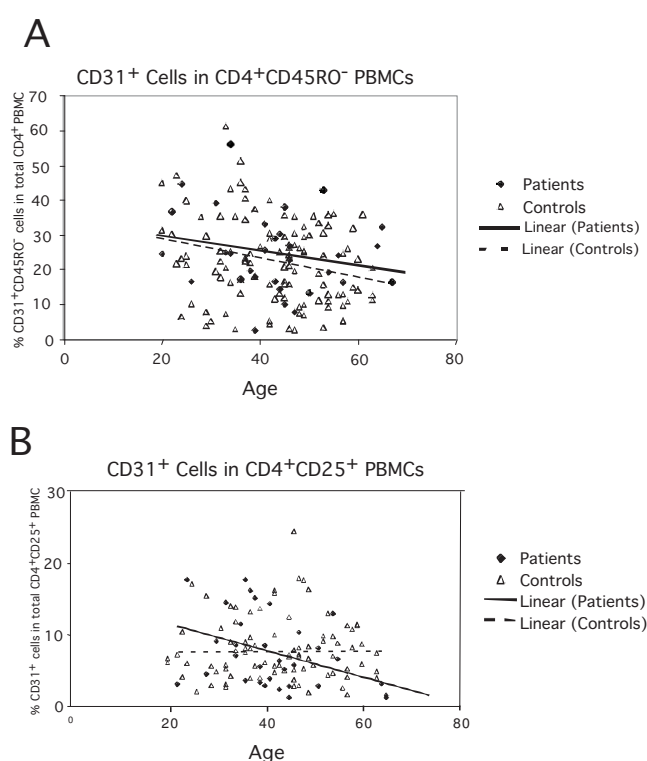 A
CD31+ Cells in CD4+CD45RO- PBMCs
% CD31+CD45RO- cells in total CD4+ PBMC
70
60
50
40
30
20
10
0
0 20 40 60 80
Age
Patients
Controls
Linear (Patients)
Linear (Controls)
B
CD31+ Cells in CD4+CD25+ PBMCs
% CD31+ cells in total CD4+CD25+ PBMC
30
20
10
0
0 20 40 60 80
Age
Patients
Controls
Linear (Patients)
Linear (Controls)